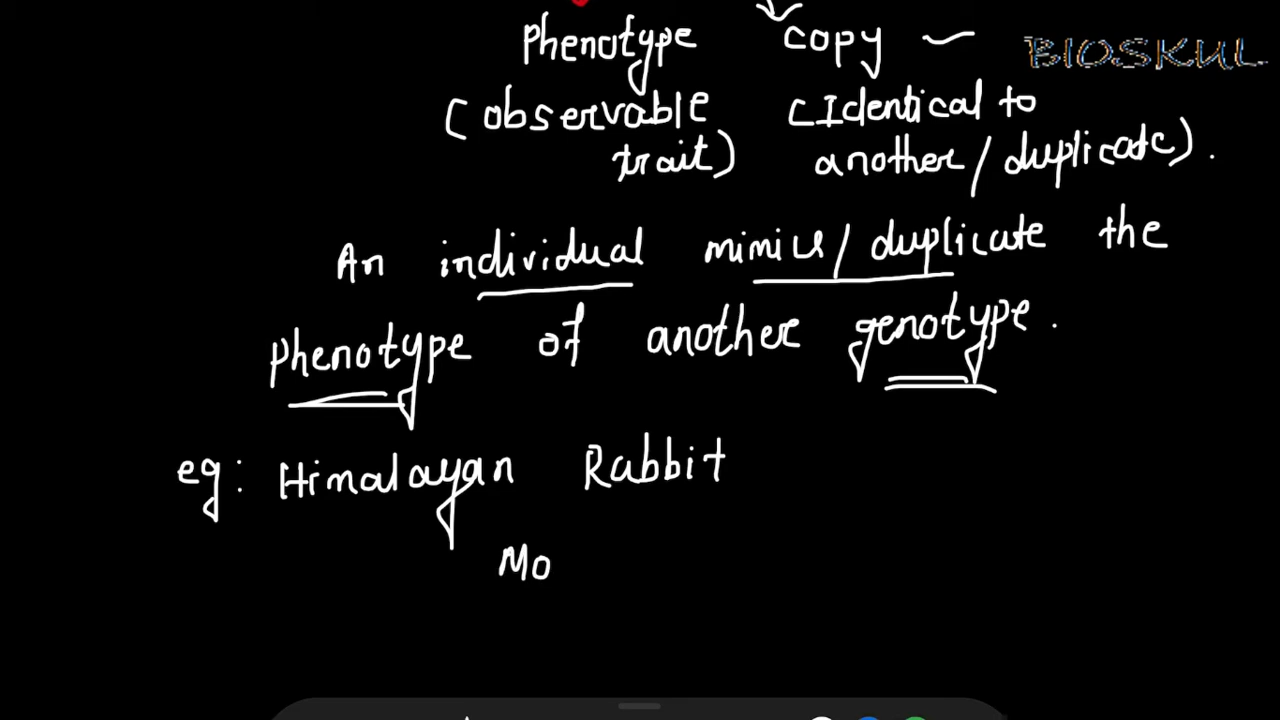 Phenotype copy — BIOSKUL
(observable (Identical to
trait) another/duplicate).
An individual mimics/duplicate the
phenotype of another genotype.
eg: Himalayan Rabbit
Mo